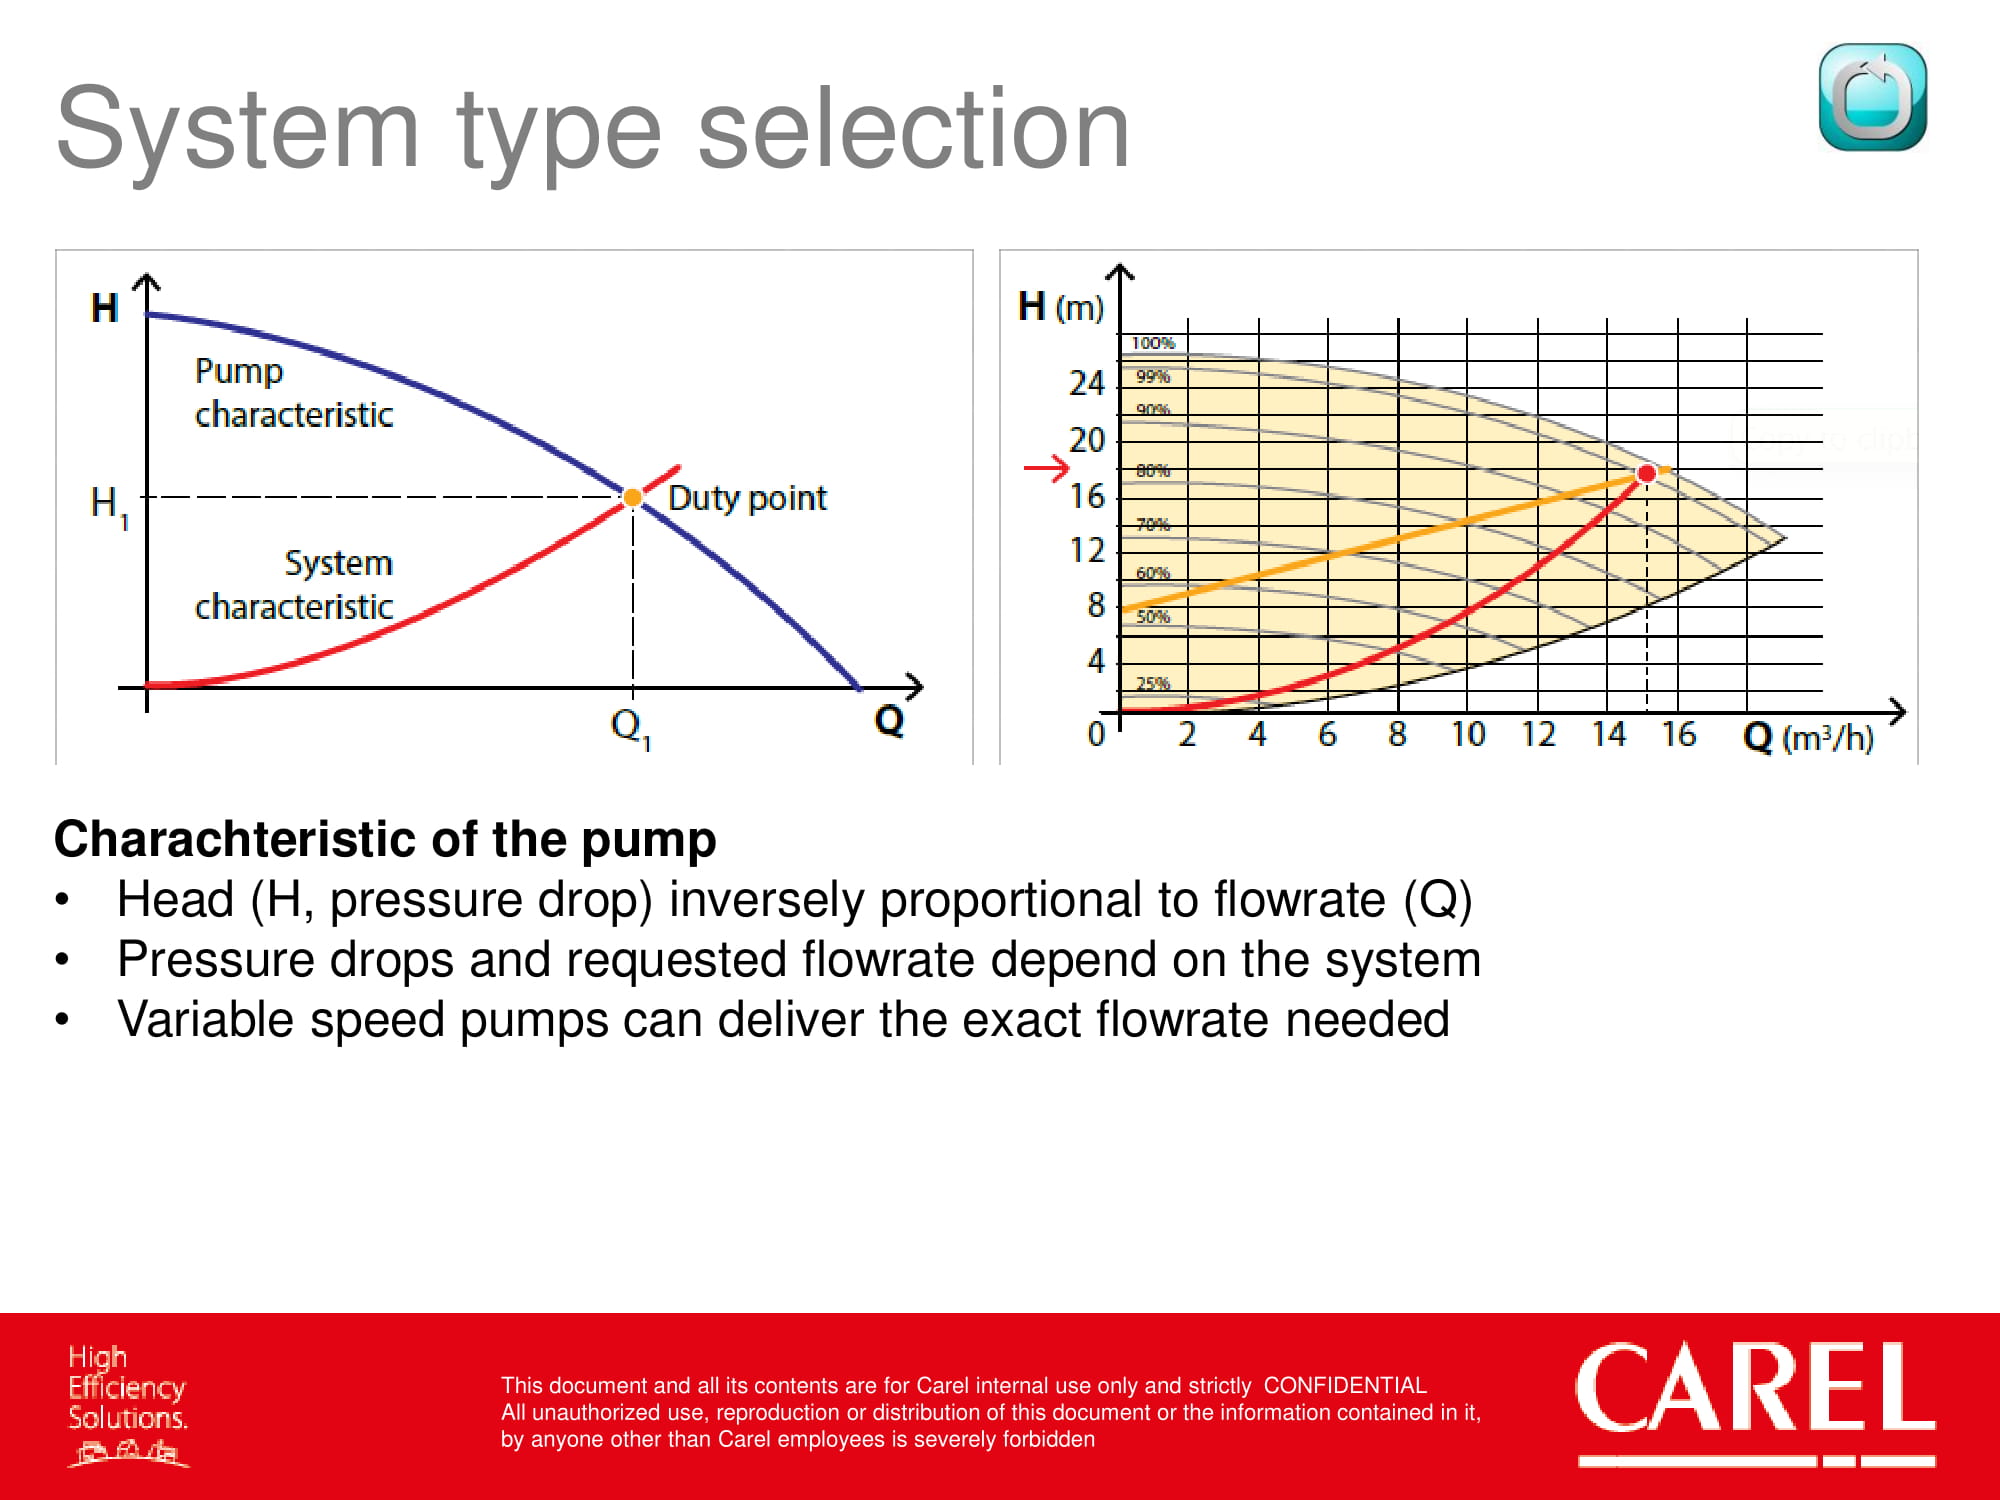 System type selection
H
Pump
characteristic
H1
Duty point
System
characteristic
Q1
Q
H (m)
100%
99%
24
90%
20
80%
16
70%
12
60%
8
50%
4
25%
0 2 4 6 8 10 12 14 16 Q (m³/h)
Charachteristic of the pump
• Head (H, pressure drop) inversely proportional to flowrate (Q)
• Pressure drops and requested flowrate depend on the system
• Variable speed pumps can deliver the exact flowrate needed
High
Efficiency
Solutions.
This document and all its contents are for Carel internal use only and strictly CONFIDENTIAL
All unauthorized use, reproduction or distribution of this document or the information contained in it,
by anyone other than Carel employees is severely forbidden
CAREL